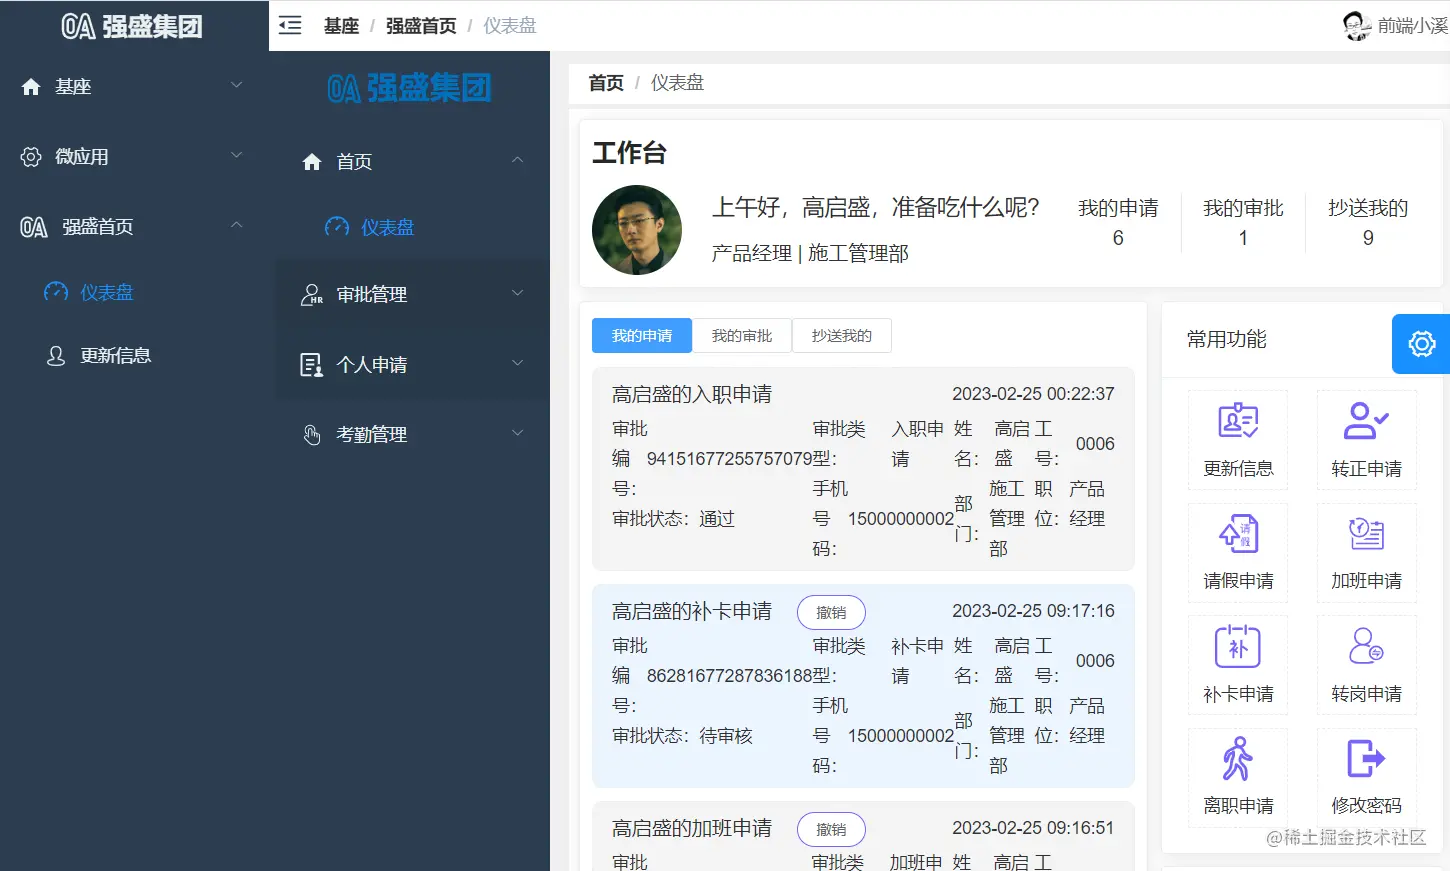 OA 强盛集团
基座
微应用
OA 强盛首页
仪表盘
更新信息
基座 / 强盛首页 / 仪表盘
前端小溪
OA 强盛集团
首页
仪表盘
审批管理
个人申请
考勤管理
首页 / 仪表盘
工作台
上午好，高启盛，准备吃什么呢？
产品经理 | 施工管理部
我的申请
6
我的审批
1
抄送我的
9
我的申请 我的审批 抄送我的
高启盛的入职申请 2023-02-25 00:22:37
审批编号： 94151677255757079
审批类型： 入职申请
姓名： 高启盛
工号： 0006
审批状态：通过
手机号码： 15000000002
部门： 施工管理部
职位： 产品经理
高启盛的补卡申请 撤销 2023-02-25 09:17:16
审批编号： 86281677287836188
审批类型： 补卡申请
姓名： 高启盛
工号： 0006
审批状态：待审核
手机号码： 15000000002
部门： 施工管理部
职位： 产品经理
高启盛的加班申请 撤销 2023-02-25 09:16:51
审批 审批类 加班申 姓 高启 工
常用功能
更新信息
转正申请
请假
请假申请
加班申请
补
补卡申请
转岗申请
离职申请
修改密码
@稀土掘金技术社区